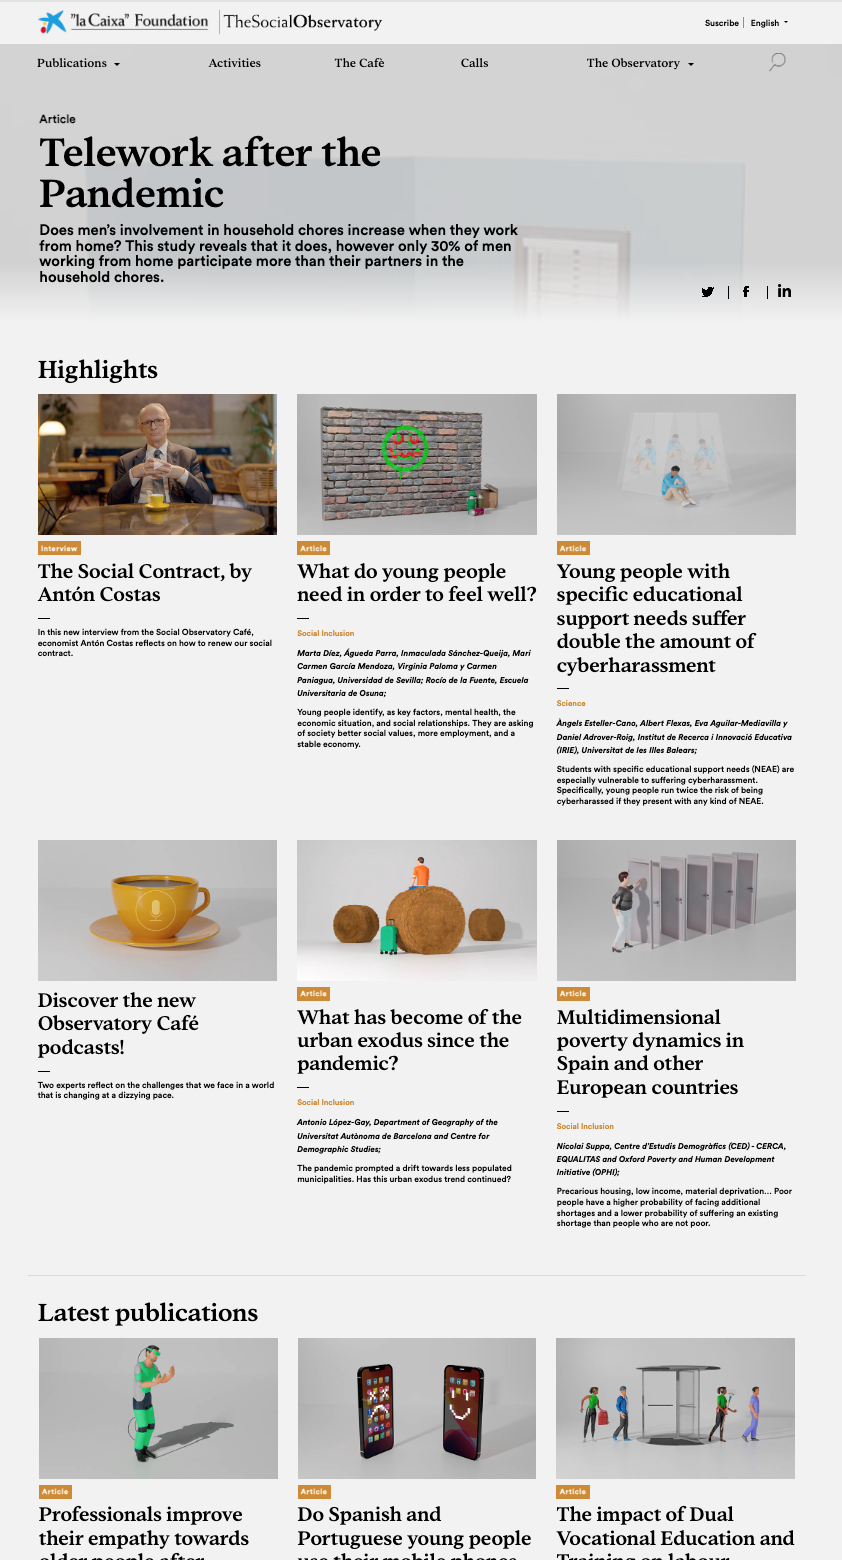 "la Caixa" Foundation
TheSocialObservatory
Suscribe
English
Publications
Activities
The Cafè
Calls
The Observatory
Article
Telework after the
Pandemic
Does men's involvement in household chores increase when they work
from home? This study reveals that it does, however only 30% of men
working from home participate more than their partners in the
household chores.
Highlights
Interview
The Social Contract, by
Antón Costas
In this new interview from the Social Observatory Café,
economist Antón Costas reflects on how to renew our social
contract.
Article
What do young people
need in order to feel well?
Social Inclusion
Marta Díez, Águeda Parra, Inmaculada Sánchez-Queija, Mari
Carmen García Mendoza, Virginia Paloma y Carmen
Paniagua, Universidad de Sevilla; Rocío de la Fuente, Escuela
Universitaria de Osuna;
Young people identify, as key factors, mental health, the
economic situation, and social relationships. They are asking
of society better social values, more employment, and a
stable economy.
Article
Young people with
specific educational
support needs suffer
double the amount of
cyberharassment
Science
Àngels Esteller-Cano, Albert Flexas, Eva Aguilar-Mediavilla y
Daniel Adrover-Roig, Institut de Recerca i Innovació Educativa
(IRIE), Universitat de les Illes Balears;
Students with specific educational support needs (NEAE) are
especially vulnerable to suffering cyberharassment.
Specifically, young people run twice the risk of being
cyberharassed if they present with any kind of NEAE.
Discover the new
Observatory Café
podcasts!
Two experts reflect on the challenges that we face in a world
that is changing at a dizzying pace.
Article
What has become of the
urban exodus since the
pandemic?
Social Inclusion
Antonio López-Gay, Department of Geography of the
Universitat Autònoma de Barcelona and Centre for
Demographic Studies;
The pandemic prompted a drift towards less populated
municipalities. Has this urban exodus trend continued?
Article
Multidimensional
poverty dynamics in
Spain and other
European countries
Social Inclusion
Nicolai Suppa, Centre d'Estudis Demogràfics (CED) - CERCA,
EQUALITAS and Oxford Poverty and Human Development
Initiative (OPHI);
Precarious housing, low income, material deprivation... Poor
people have a higher probability of facing additional
shortages and a lower probability of suffering an existing
shortage than people who are not poor.
Latest publications
Article
Professionals improve
their empathy towards
older people after
Article
Do Spanish and
Portuguese young people
use their mobile phones
Article
The impact of Dual
Vocational Education and
Training on labour